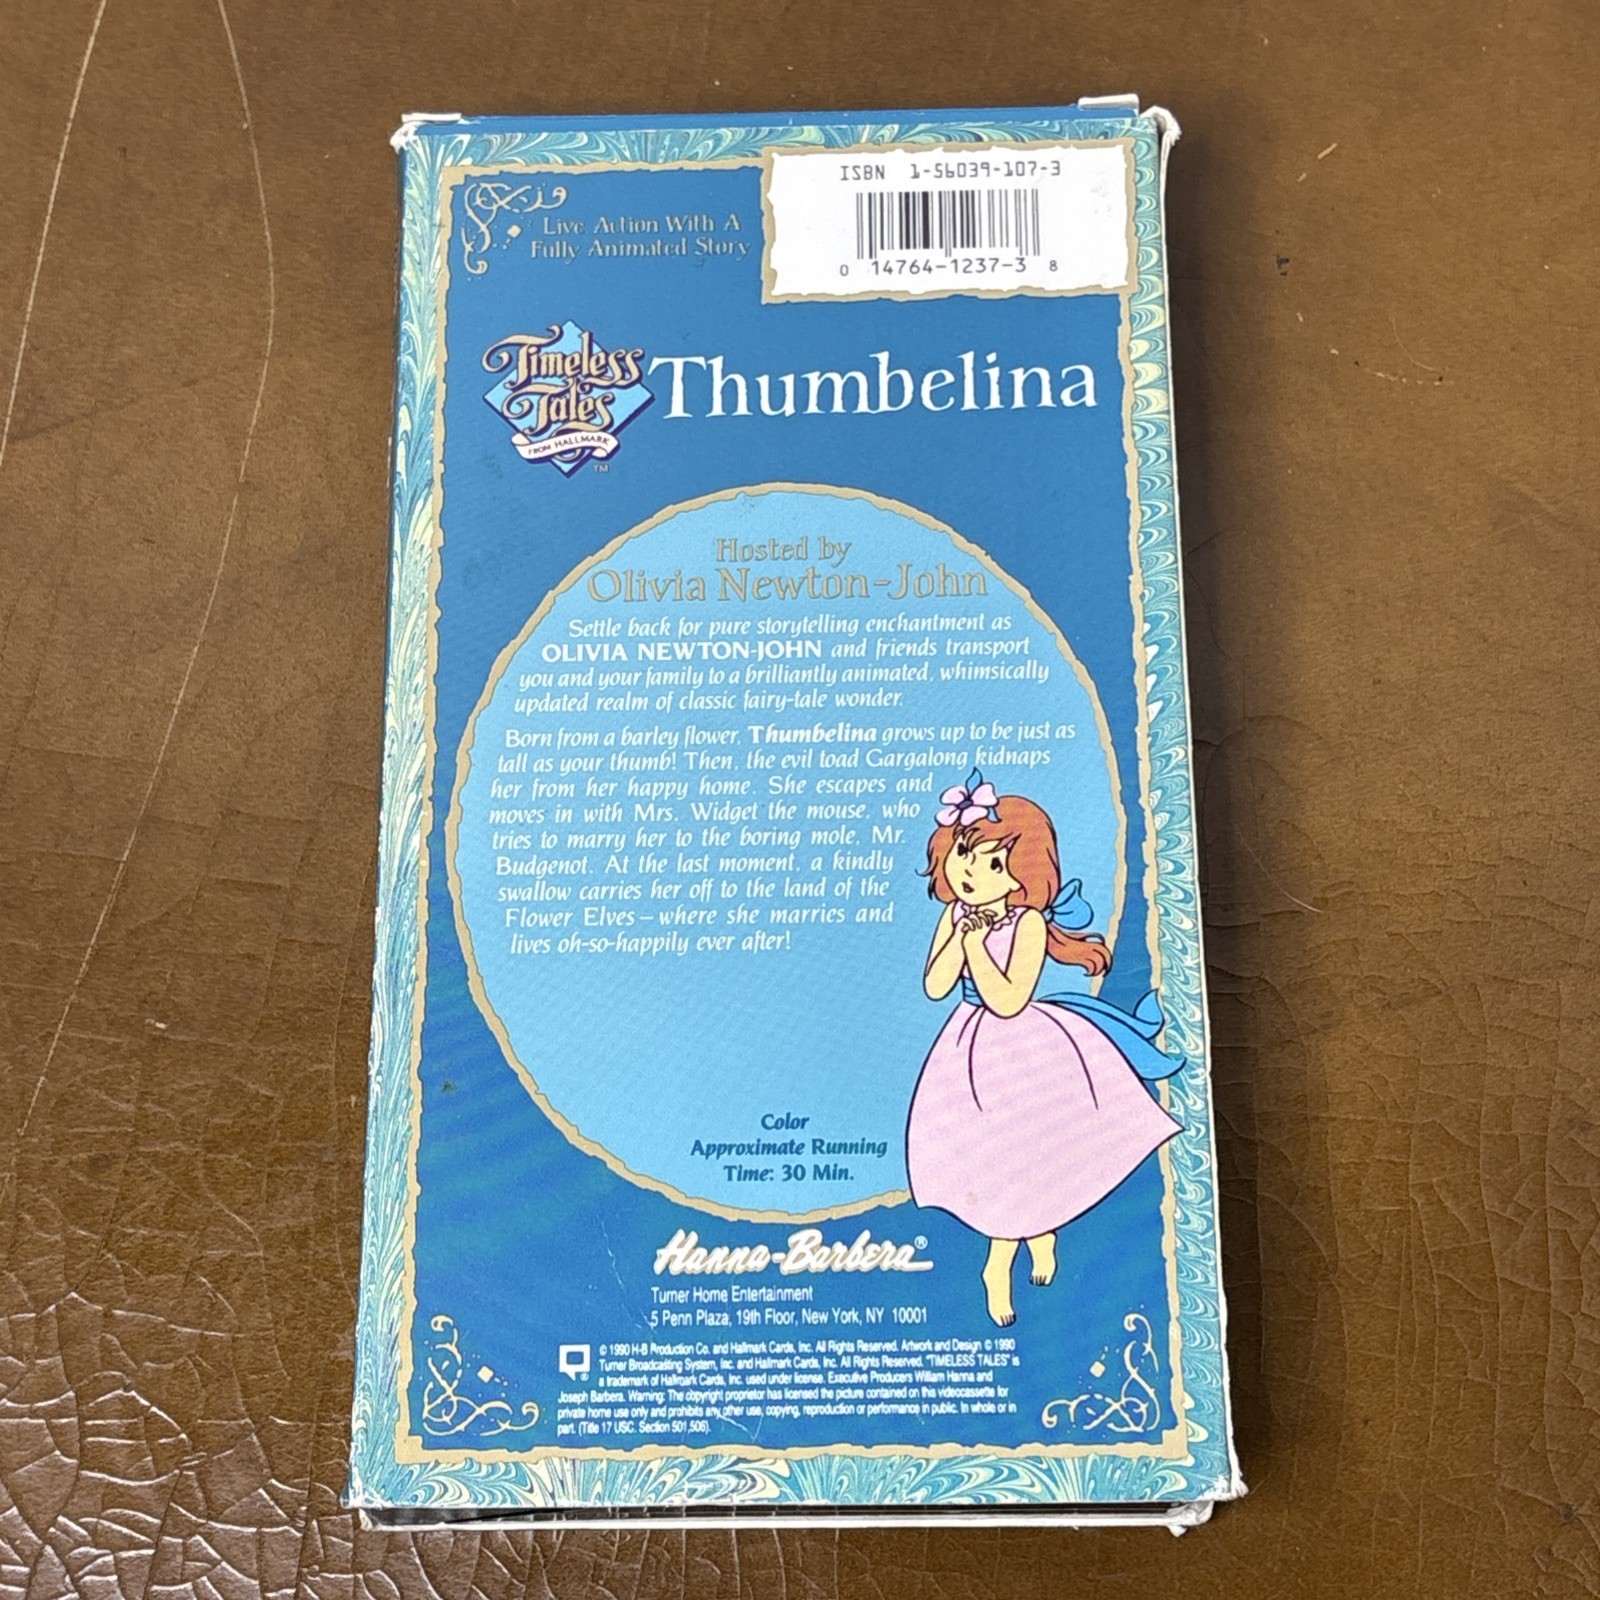 ISBN 1-56039-107-3
0 14764-1237-3 8
Live Action With A
Fully Animated Story
Timeless
Tales
FROM HALLMARK
TM
Thumbelina
Hosted by
Olivia Newton-John
Settle back for pure storytelling enchantment as
OLIVIA NEWTON-JOHN and friends transport
you and your family to a brilliantly animated, whimsically
updated realm of classic fairy-tale wonder.
Born from a barley flower, Thumbelina grows up to be just as
tall as your thumb! Then, the evil toad Gargalong kidnaps
her from her happy home. She escapes and
moves in with Mrs. Widget the mouse, who
tries to marry her to the boring mole, Mr.
Budgenot. At the last moment, a kindly
swallow carries her off to the land of the
Flower Elves – where she marries and
lives oh-so-happily ever after!
Color
Approximate Running
Time: 30 Min.
Hanna-Barbera®
Turner Home Entertainment
5 Penn Plaza, 19th Floor, New York, NY 10001
© 1990 H-B Production Co. and Hallmark Cards, Inc. All Rights Reserved. Artwork and Design © 1990
Turner Broadcasting System, Inc. and Hallmark Cards, Inc. All Rights Reserved. "TIMELESS TALES" is
a trademark of Hallmark Cards, Inc. used under license. Executive Producers William Hanna and
Joseph Barbera. Warning: The copyright proprietor has licensed the picture contained on this videocassette for
private home use only and prohibits any other use, copying, reproduction or performance in public. In whole or in
part. (Title 17 USC. Section 501,506).